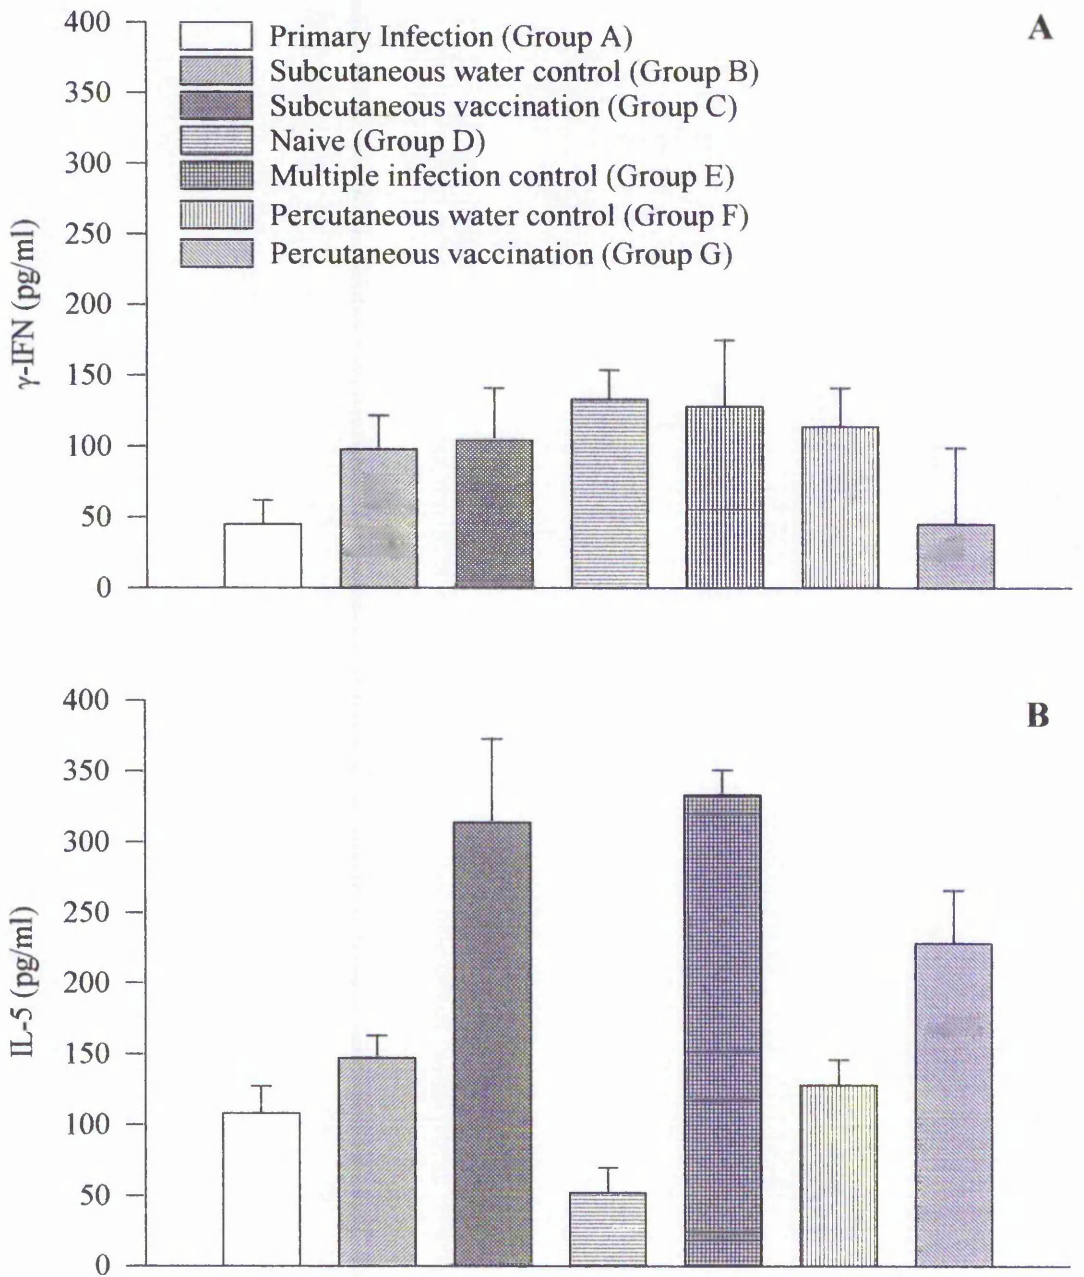 A
400
350
300
250
200
150
100
50
0
γ-IFN (pg/ml)
Primary Infection (Group A)
Subcutaneous water control (Group B)
Subcutaneous vaccination (Group C)
Naive (Group D)
Multiple infection control (Group E)
Percutaneous water control (Group F)
Percutaneous vaccination (Group G)
B
400
350
300
250
200
150
100
50
0
IL-5 (pg/ml)